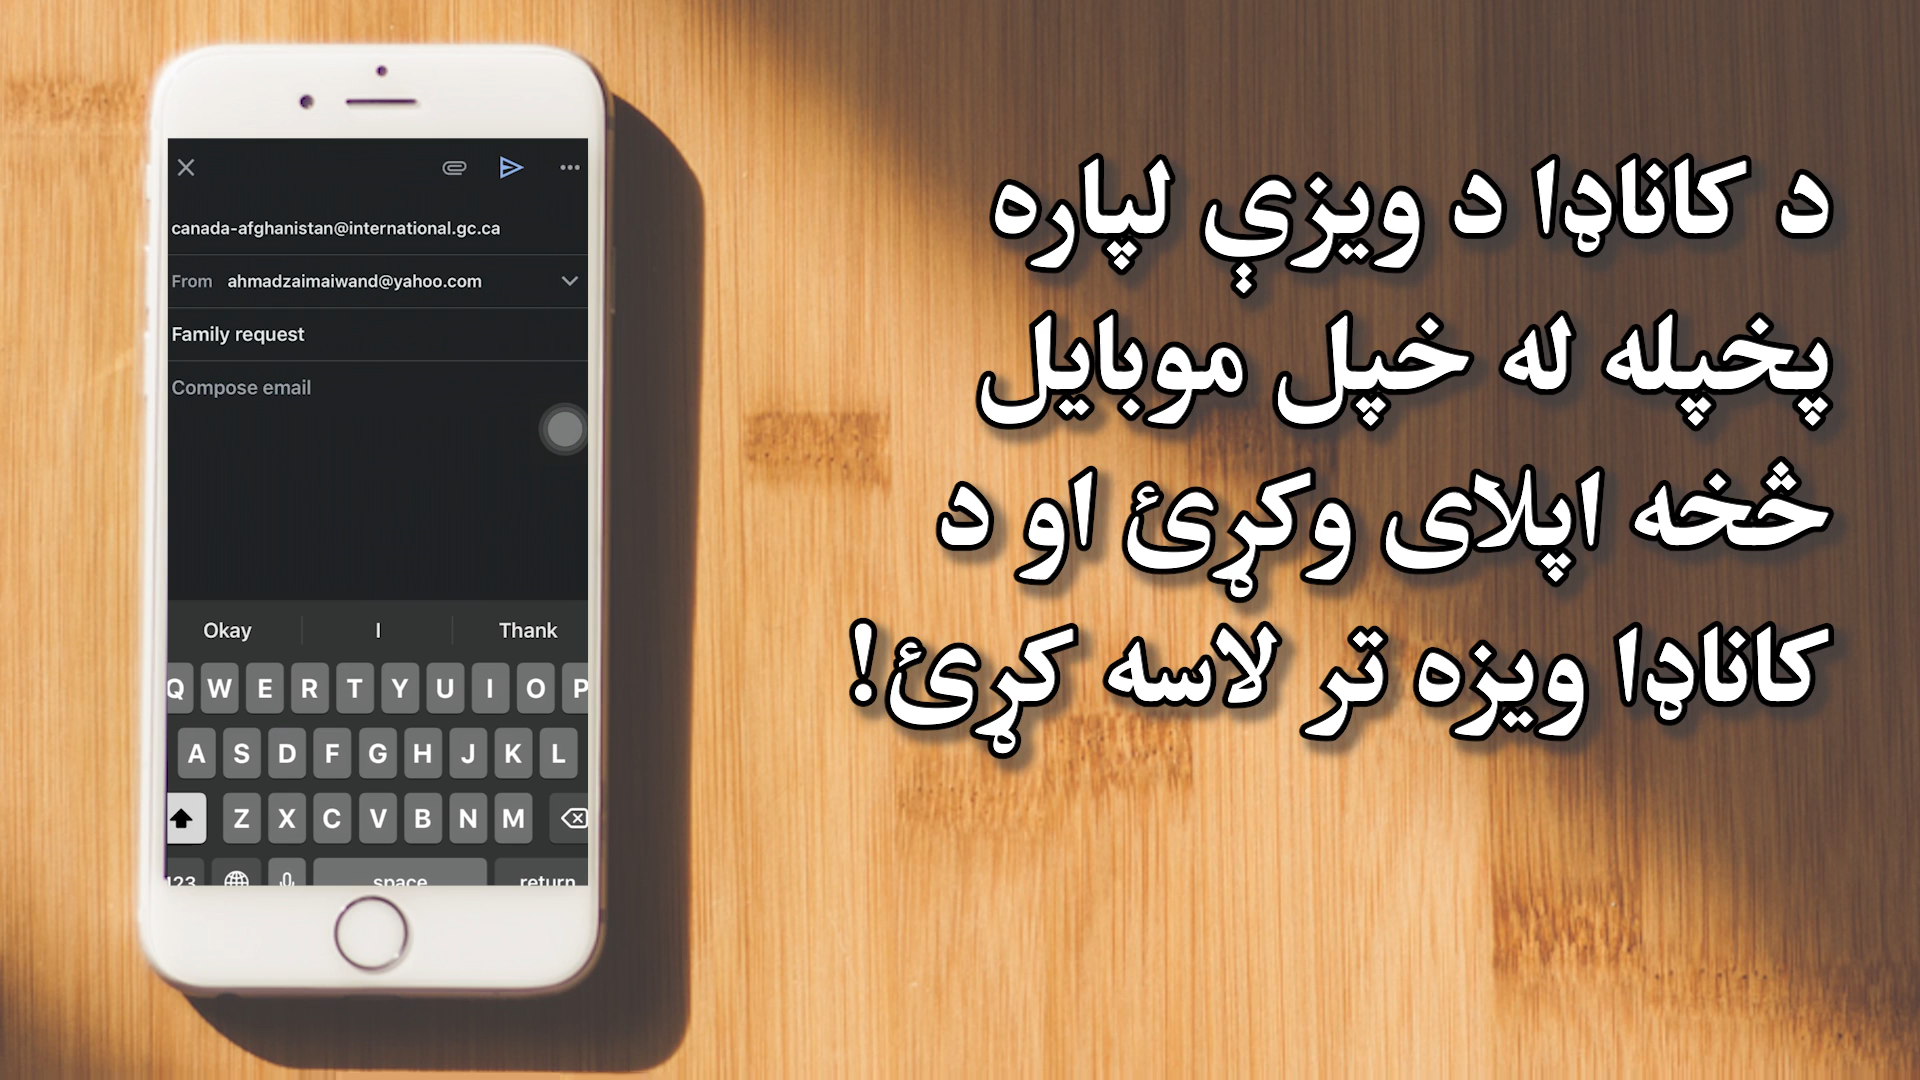 canada-afghanistan@international.gc.ca
From ahmadzaimaiwand@yahoo.com
Family request
Compose email
Okay I Thank
Q W E R T Y U I O P
A S D F G H J K L
Z X C V B N M
123 space return
د کاناډا د ویزې لپاره
پخپله له خپل موبایل
څخه اپلای وکړئ او د
کاناډا ویزه تر لاسه کړئ!